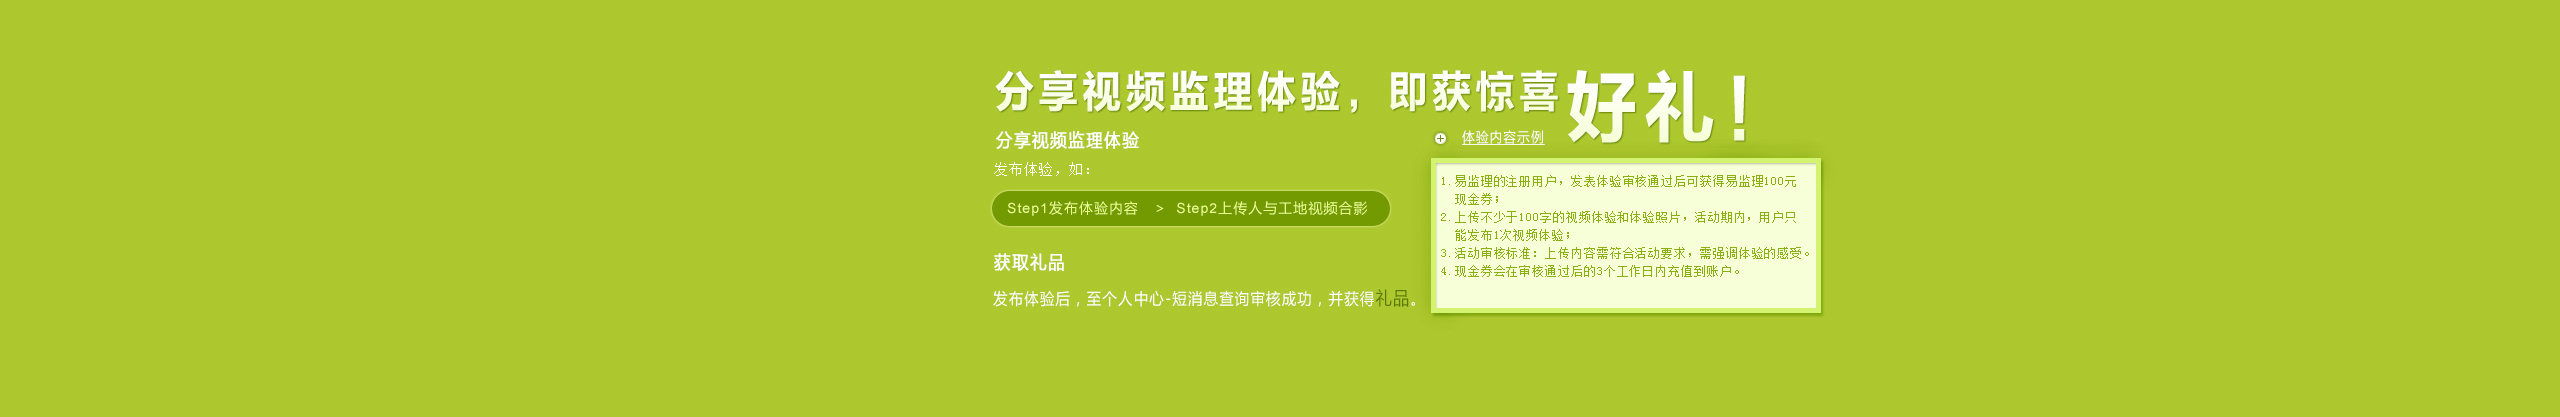 分享视频监理体验，即获惊喜好礼！
分享视频监理体验
发布体验，如：
Step1发布体验内容 > Step2上传人与工地视频合影
获取礼品
发布体验后，至个人中心-短消息查询审核成功，并获得礼品。
体验内容示例
1.易监理的注册用户，发表体验审核通过后可获得易监理100元
现金券；
2.上传不少于100字的视频体验和体验照片，活动期内，用户只
能发布1次视频体验；
3.活动审核标准：上传内容需符合活动要求，需强调体验的感受。
4.现金券会在审核通过后的3个工作日内充值到账户。